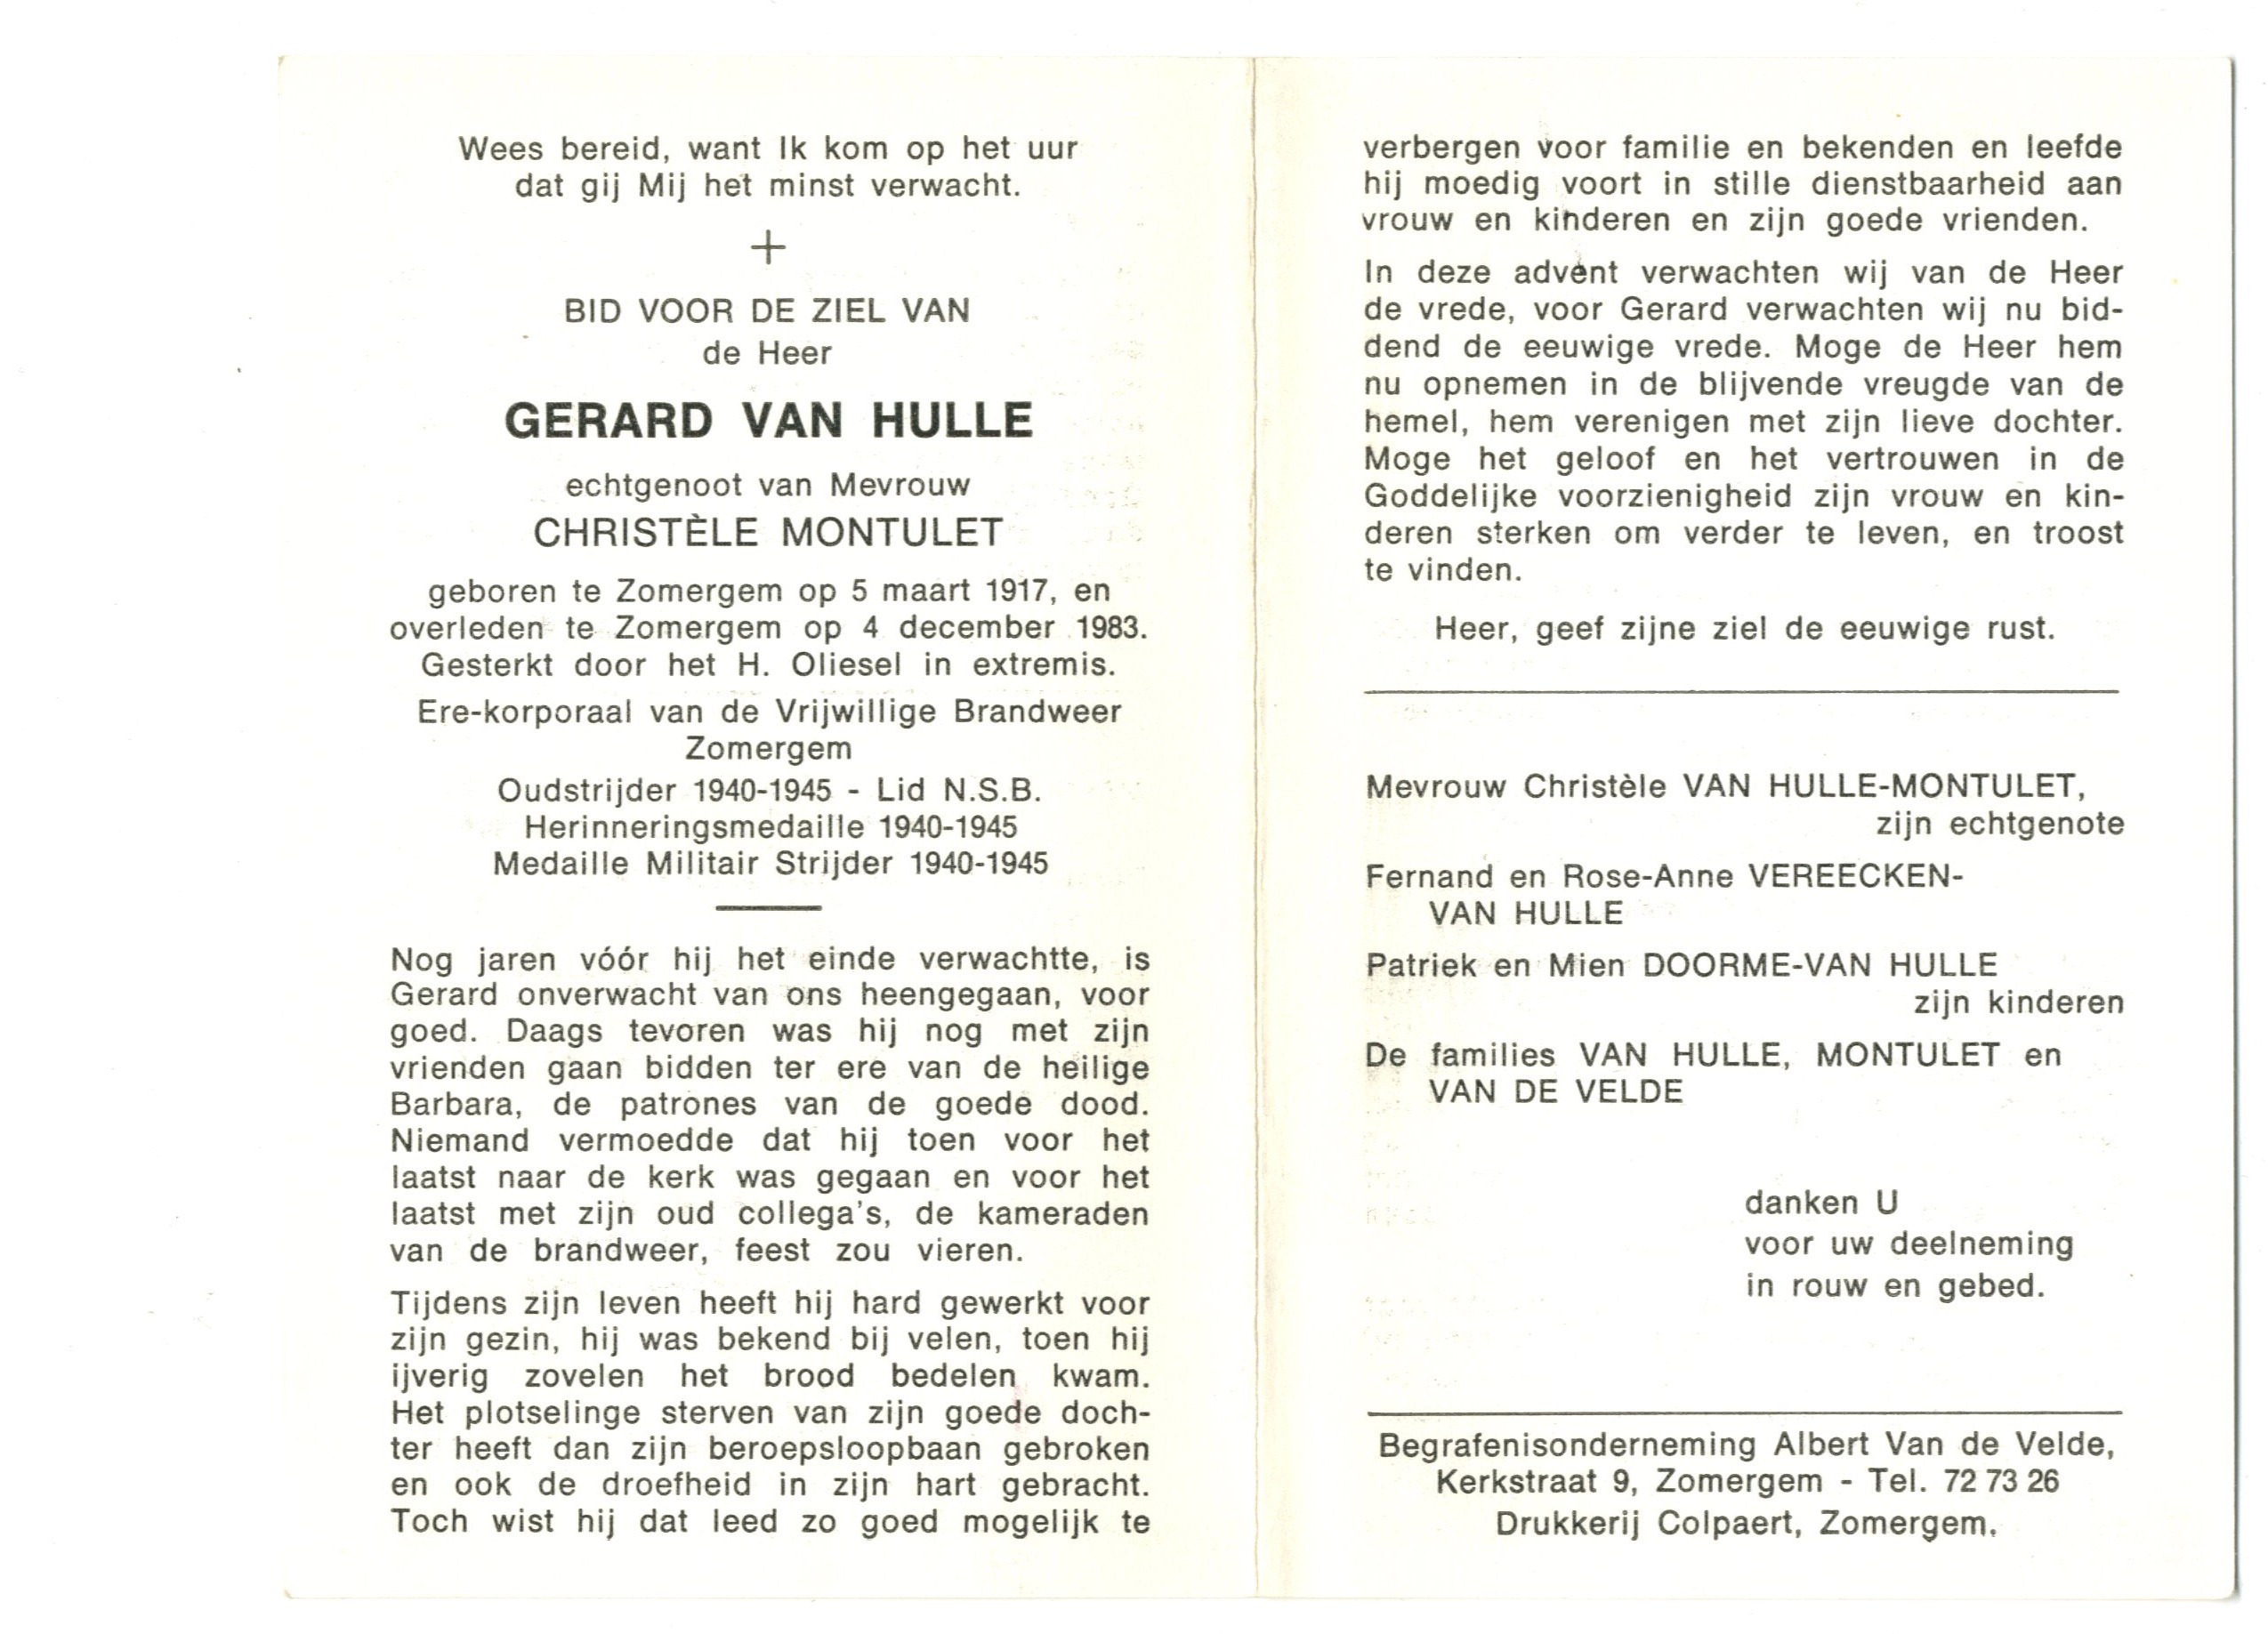 Wees bereid, want Ik kom op het uur
dat gij Mij het minst verwacht.
+
BID VOOR DE ZIEL VAN
de Heer
GERARD VAN HULLE
echtgenoot van Mevrouw
CHRISTÈLE MONTULET
geboren te Zomergem op 5 maart 1917, en
overleden te Zomergem op 4 december 1983.
Gesterkt door het H. Oliesel in extremis.
Ere-korporaal van de Vrijwillige Brandweer
Zomergem
Oudstrijder 1940-1945 - Lid N.S.B.
Herinneringsmedaille 1940-1945
Medaille Militair Strijder 1940-1945
Nog jaren vóór hij het einde verwachtte, is
Gerard onverwacht van ons heengegaan, voor
goed. Daags tevoren was hij nog met zijn
vrienden gaan bidden ter ere van de heilige
Barbara, de patrones van de goede dood.
Niemand vermoedde dat hij toen voor het
laatst naar de kerk was gegaan en voor het
laatst met zijn oud collega's, de kameraden
van de brandweer, feest zou vieren.
Tijdens zijn leven heeft hij hard gewerkt voor
zijn gezin, hij was bekend bij velen, toen hij
ijverig zovelen het brood bedelen kwam.
Het plotselinge sterven van zijn goede doch-
ter heeft dan zijn beroepsloopbaan gebroken
en ook de droefheid in zijn hart gebracht.
Toch wist hij dat leed zo goed mogelijk te
verbergen voor familie en bekenden en leefde
hij moedig voort in stille dienstbaarheid aan
vrouw en kinderen en zijn goede vrienden.
In deze advent verwachten wij van de Heer
de vrede, voor Gerard verwachten wij nu bid-
dend de eeuwige vrede. Moge de Heer hem
nu opnemen in de blijvende vreugde van de
hemel, hem verenigen met zijn lieve dochter.
Moge het geloof en het vertrouwen in de
Goddelijke voorzienigheid zijn vrouw en kin-
deren sterken om verder te leven, en troost
te vinden.
Heer, geef zijne ziel de eeuwige rust.
Mevrouw Christèle VAN HULLE-MONTULET,
zijn echtgenote
Fernand en Rose-Anne VEREECKEN-
VAN HULLE
Patriek en Mien DOORME-VAN HULLE
zijn kinderen
De families VAN HULLE, MONTULET en
VAN DE VELDE
danken U
voor uw deelneming
in rouw en gebed.
Begrafenisonderneming Albert Van de Velde,
Kerkstraat 9, Zomergem - Tel. 72 73 26
Drukkerij Colpaert, Zomergem.